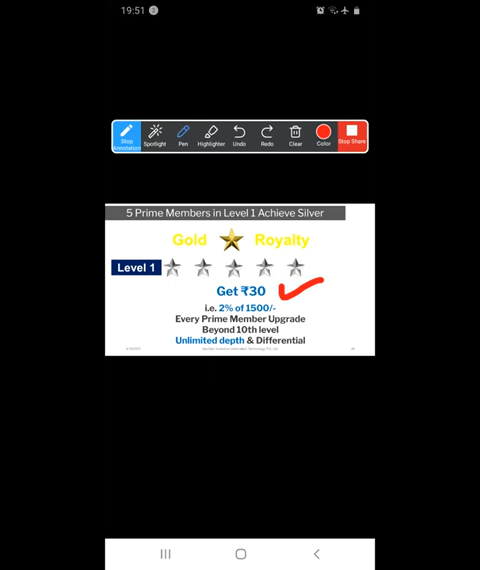 19:51
Stop Annotation
Spotlight
Pen
Highlighter
Undo
Redo
Clear
Color
Stop Share
5 Prime Members in Level 1 Achieve Silver
Gold Royalty
Level 1
Get ₹30
i.e. 2% of 1500/-
Every Prime Member Upgrade
Beyond 10th level
Unlimited depth & Differential